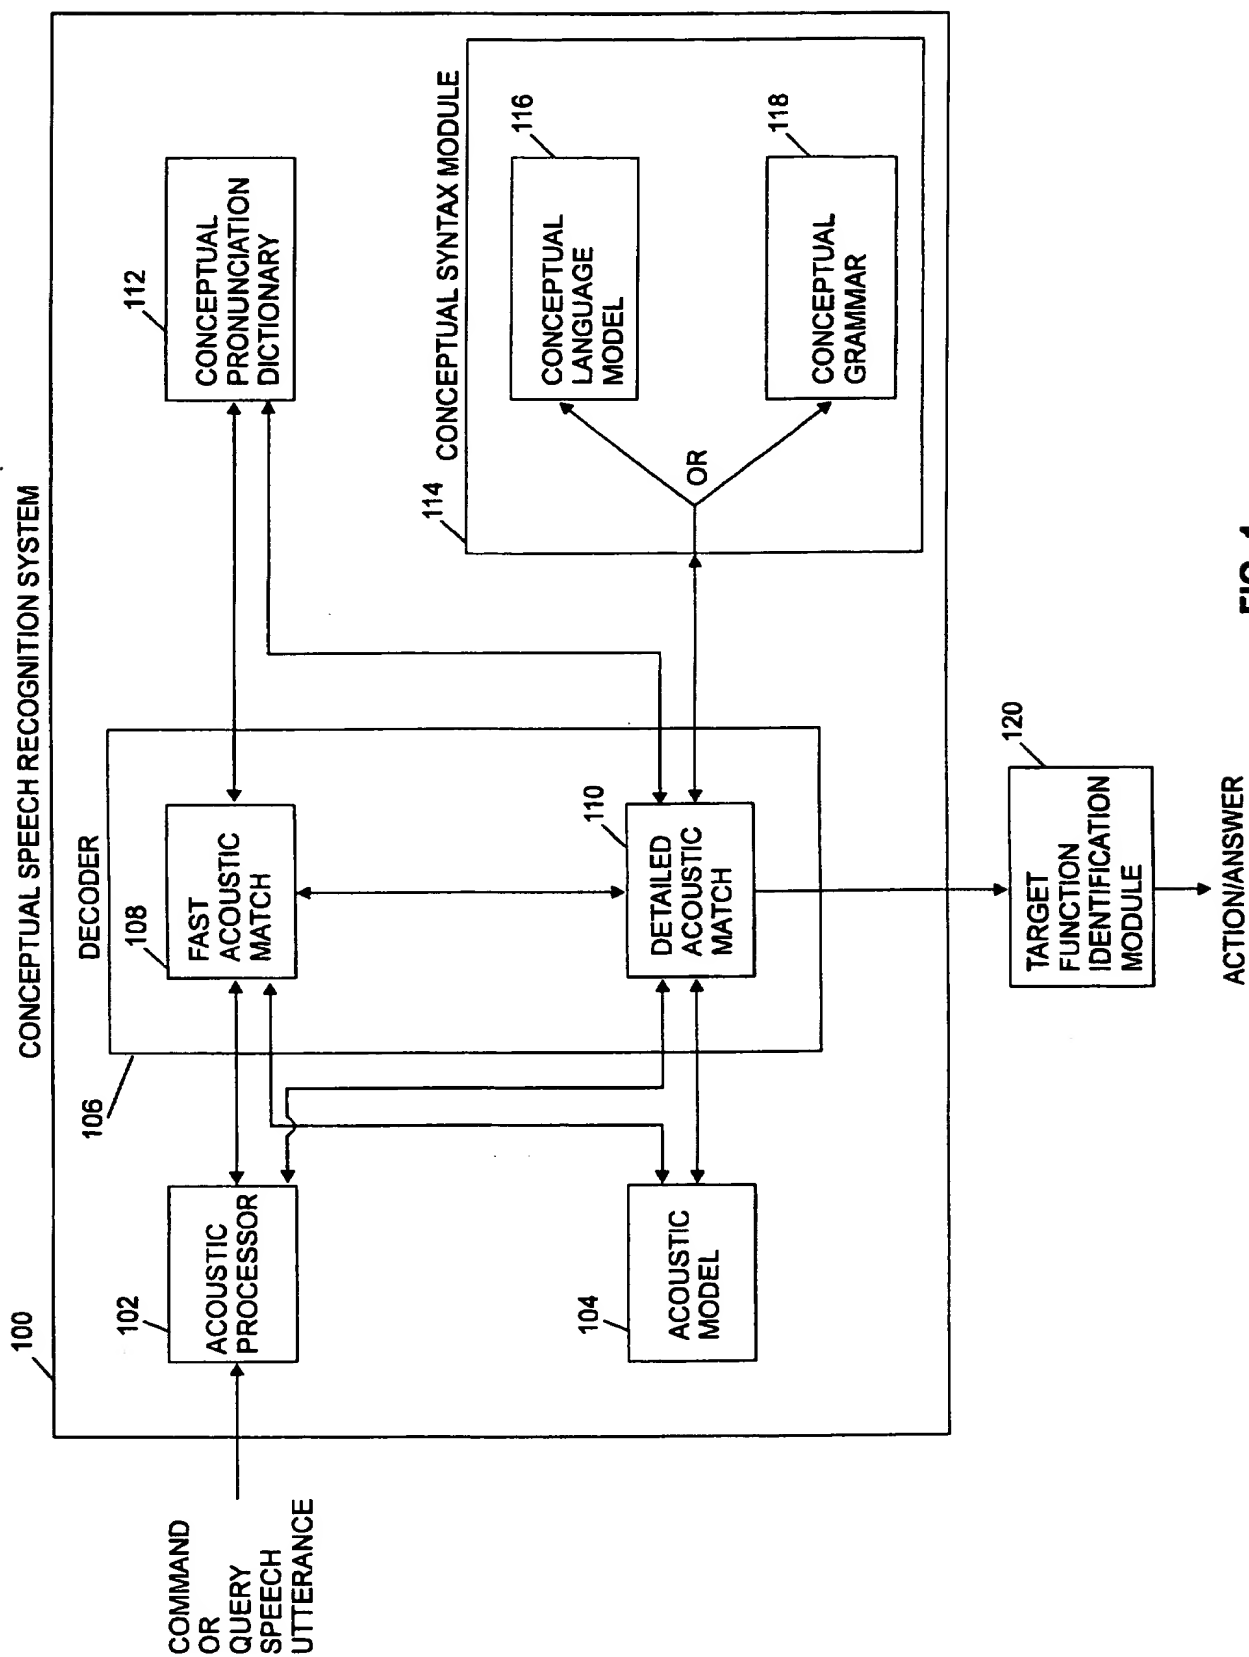 CONCEPTUAL SPEECH RECOGNITION SYSTEM
100
COMMAND
OR
QUERY
SPEECH
UTTERANCE
102
ACOUSTIC
PROCESSOR
104
ACOUSTIC
MODEL
106
DECODER
108
FAST
ACOUSTIC
MATCH
110
DETAILED
ACOUSTIC
MATCH
112
CONCEPTUAL
PRONUNCIATION
DICTIONARY
114
CONCEPTUAL SYNTAX MODULE
OR
116
CONCEPTUAL
LANGUAGE
MODEL
118
CONCEPTUAL
GRAMMAR
120
TARGET
FUNCTION
IDENTIFICATION
MODULE
ACTION/ANSWER
FIG. 1